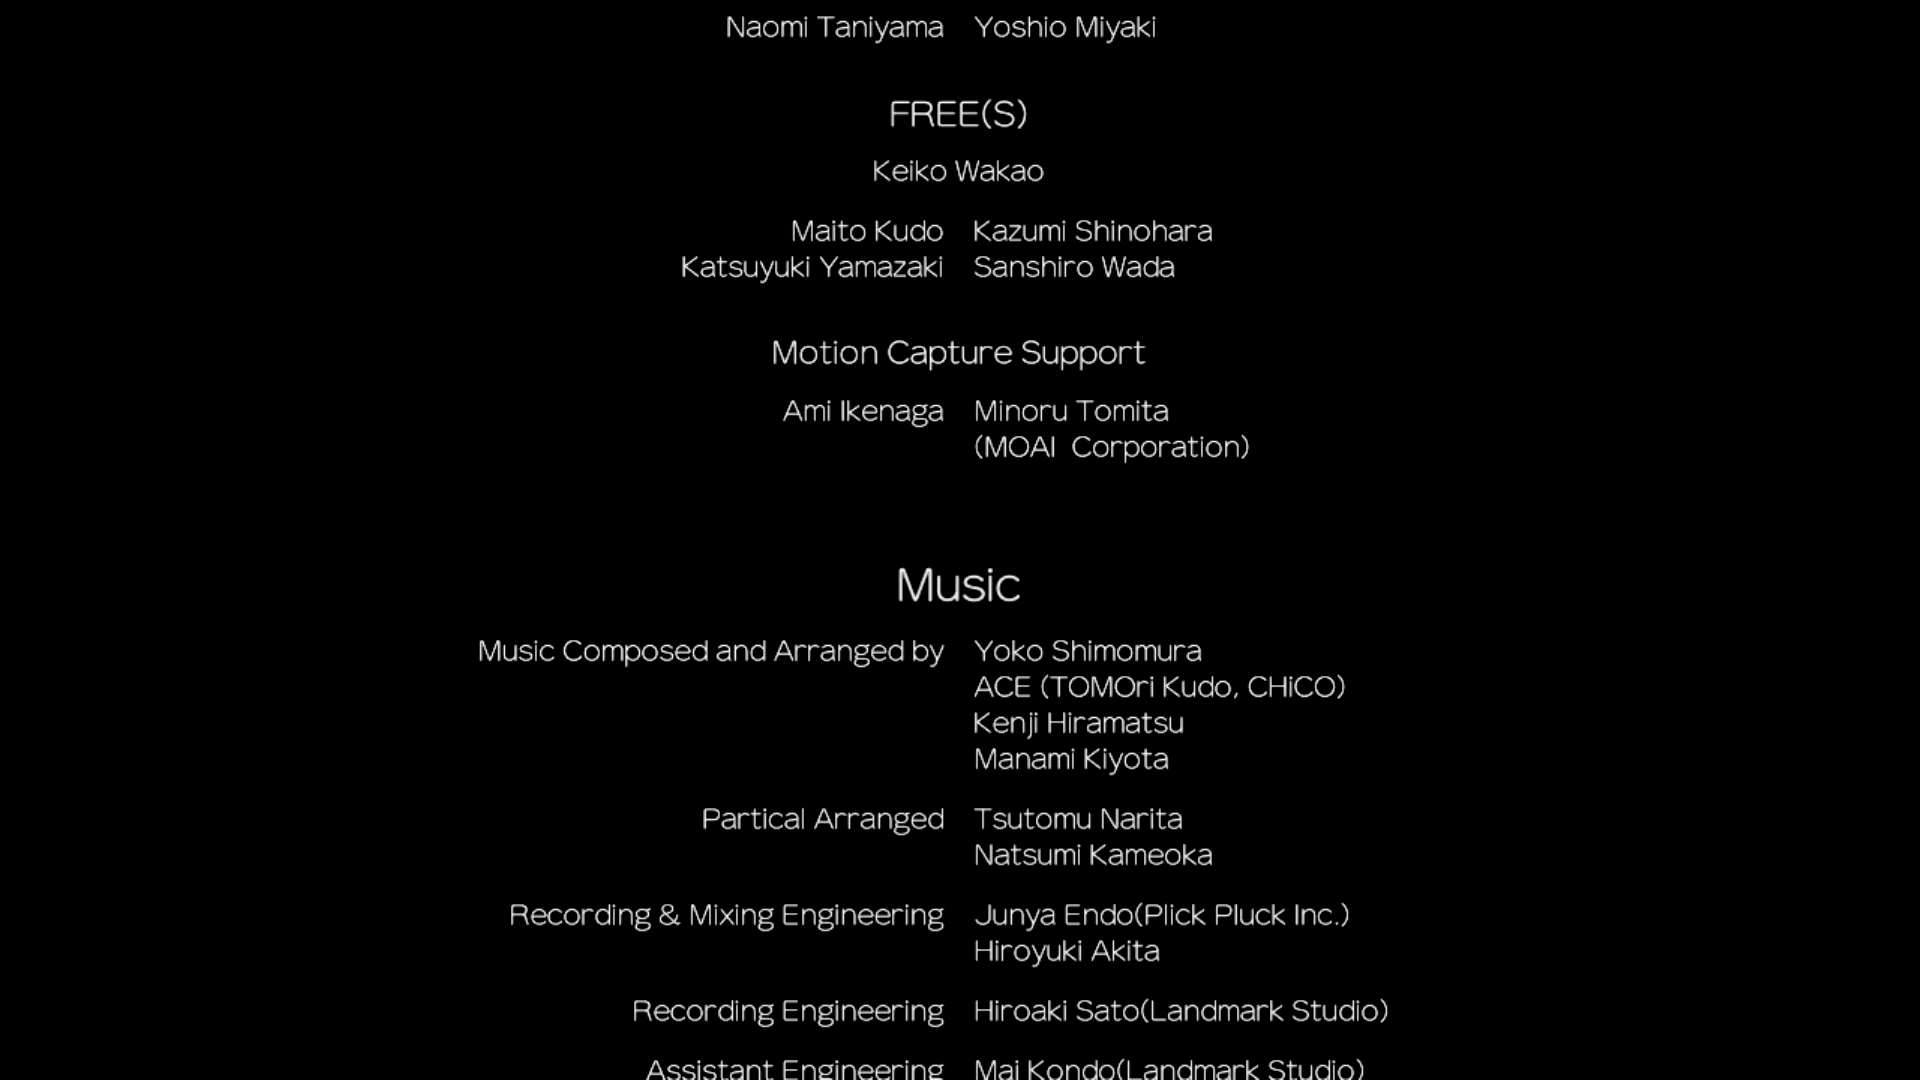 Naomi Taniyama Yoshio Miyaki
FREE(S)
Keiko Wakao
Maito Kudo Kazumi Shinohara
Katsuyuki Yamazaki Sanshiro Wada
Motion Capture Support
Ami Ikenaga Minoru Tomita
(MOAI Corporation)
Music
Music Composed and Arranged by Yoko Shimomura
ACE (TOMOri Kudo, CHiCO)
Kenji Hiramatsu
Manami Kiyota
Partical Arranged Tsutomu Narita
Natsumi Kameoka
Recording & Mixing Engineering Junya Endo(Plick Pluck Inc.)
Hiroyuki Akita
Recording Engineering Hiroaki Sato(Landmark Studio)
Assistant Engineering Mai Kondo(Landmark Studio)